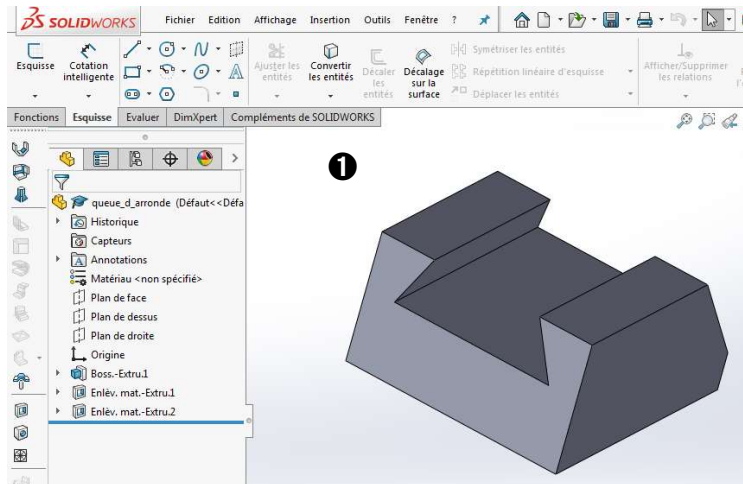 SOLIDWORKS
Fichier Edition Affichage Insertion Outils Fenêtre ?
Esquisse
Cotation intelligente
Ajuster les entités
Convertir les entités
Décaler les entités
Décalage sur la surface
Symétriser les entités
Répétition linéaire d'esquisse
Déplacer les entités
Afficher/Supprimer les relations
Fonctions Esquisse Evaluer DimXpert Compléments de SOLIDWORKS
❶
queue_d_arronde (Défaut<<Défa
Historique
Capteurs
Annotations
Matériau <non spécifié>
Plan de face
Plan de dessus
Plan de droite
Origine
Boss.-Extru.1
Enlèv. mat.-Extru.1
Enlèv. mat.-Extru.2